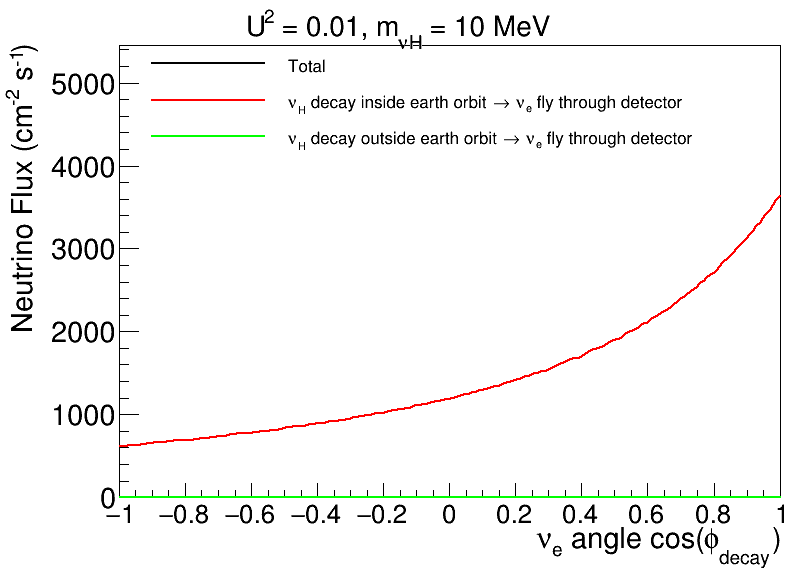 U² = 0.01, m_νH = 10 MeV
Total
ν_H decay inside earth orbit → ν_e fly through detector
ν_H decay outside earth orbit → ν_e fly through detector
Neutrino Flux (cm⁻² s⁻¹)
5000
4000
3000
2000
1000
0
−1 −0.8 −0.6 −0.4 −0.2 0 0.2 0.4 0.6 0.8 1
ν_e angle cos(ϕ_decay)